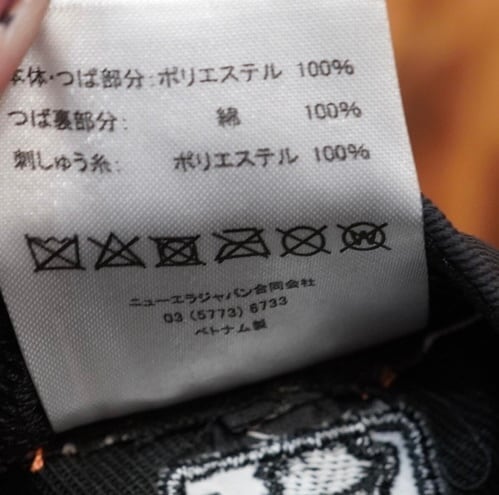 本体・つば部分：ポリエステル 100%
つば裏部分： 綿 100%
刺しゅう糸： ポリエステル 100%
ニューエラジャパン合同会社
03 (5773) 6733
ベトナム製